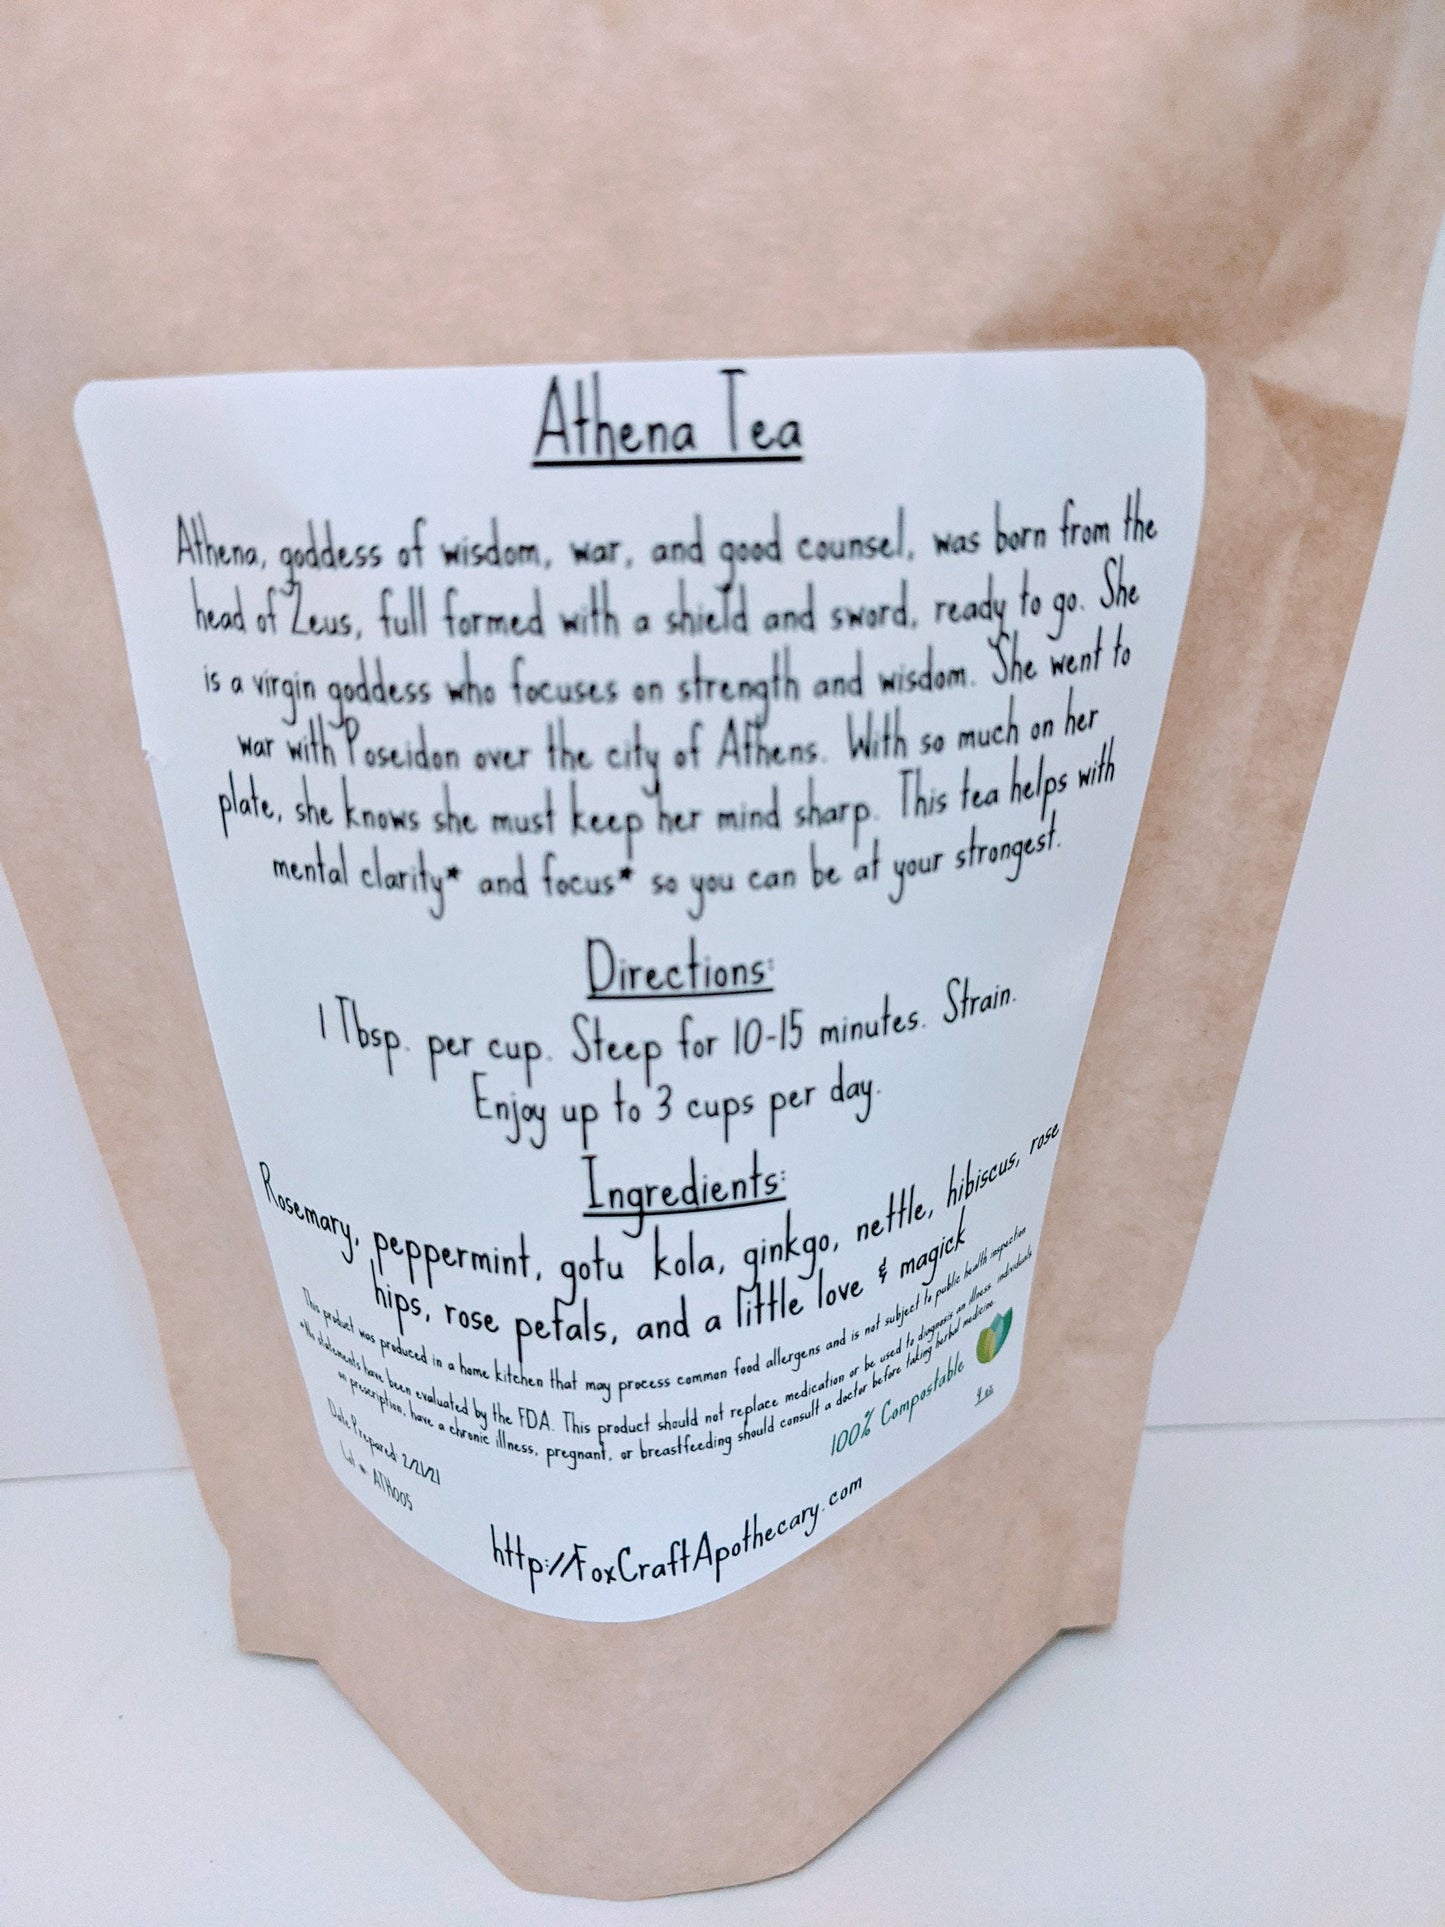 Athena Tea
Athena, goddess of wisdom, war, and good counsel, was born from the
head of Zeus, full formed with a shield and sword, ready to go. She
is a virgin goddess who focuses on strength and wisdom. She went to
war with Poseidon over the city of Athens. With so much on her
plate, she knows she must keep her mind sharp. This tea helps with
mental clarity* and focus* so you can be at your strongest.
Directions:
1 Tbsp. per cup. Steep for 10-15 minutes. Strain.
Enjoy up to 3 cups per day.
Ingredients:
Rosemary, peppermint, gotu kola, ginkgo, nettle, hibiscus, rose
hips, rose petals, and a little love & magick
This product was produced in a home kitchen that may process common food allergens and is not subject to public health inspection
*No statements have been evaluated by the FDA. This product should not replace medication or be used to diagnosis an illness. individuals
on prescription, have a chronic illness, pregnant, or breastfeeding should consult a doctor before taking herbal medicine.
Date Prepared: 2/21/21
Lot #: ATH005
100% Compostable
http://FoxCraftApothecary.com